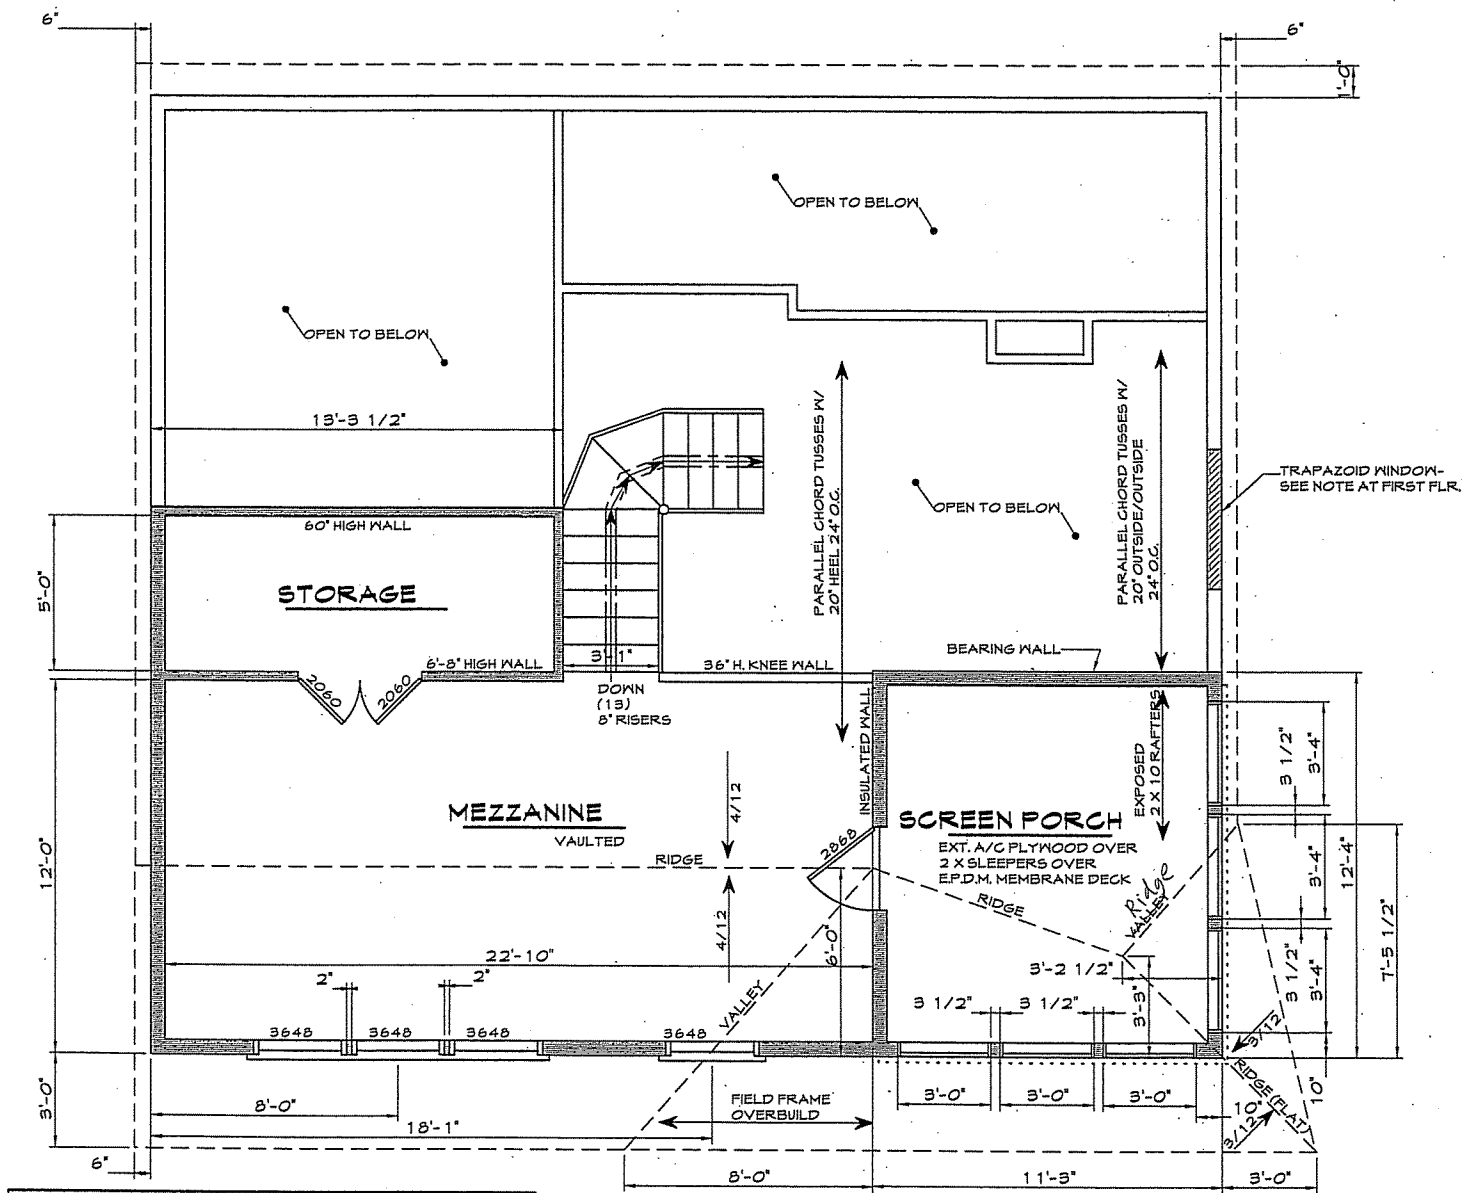 6"
6"
1'-0"
OPEN TO BELOW
OPEN TO BELOW
13'-3 1/2"
PARALLEL CHORD TUSSES W/
20" HEEL 24" O.C.
PARALLEL CHORD TUSSES W/
20" OUTSIDE/OUTSIDE
24" O.C.
TRAPAZOID WINDOW-
SEE NOTE AT FIRST FLR.
OPEN TO BELOW
60" HIGH WALL
5'-0"
STORAGE
6'-8" HIGH WALL
3'-1"
36" H. KNEE WALL
BEARING WALL
2060
2060
DOWN
(13)
8" RISERS
INSULATED WALL
EXPOSED
2 X 10 RAFTERS
3 1/2"
3'-4"
4/12
MEZZANINE
VAULTED
SCREEN PORCH
EXT. A/C PLYWOOD OVER
2 X SLEEPERS OVER
E.P.D.M. MEMBRANE DECK
2868
RIDGE
12'-0"
3'-4"
12'-4"
RIDGE
Ridge
VALLEY
4/12
6'-0"
22'-10"
3'-2 1/2"
7'-5 1/2"
2"
2"
3 1/2"
3 1/2"
3'-3"
3 1/2"
3'-4"
VALLEY
3648
3648
3648
3648
3/12
3'-0"
8'-0"
FIELD FRAME
OVERBUILD
3'-0"
3'-0"
3'-0"
10"
RIDGE (FLAT)
10"
3/12
18'-1"
6"
8'-0"
11'-3"
3'-0"
OPEN TO BELOW